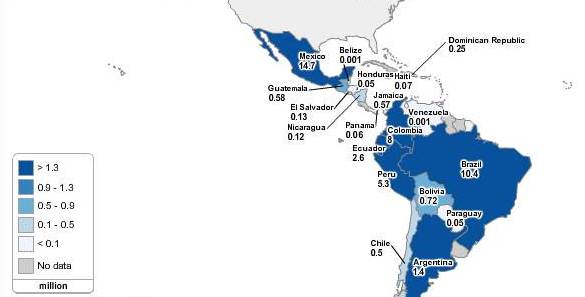 Dominican Republic
0.25
Mexico
14.7
Belize
0.001
Honduras
0.05
Haiti
0.07
Guatemala
0.58
Jamaica
0.57
El Salvador
0.13
Nicaragua
0.12
Panama
0.06
Venezuela
0.001
Colombia
8
Ecuador
2.6
Peru
5.3
Brazil
10.4
Bolivia
0.72
Paraguay
0.05
Chile
0.5
Argentina
1.4
> 1.3
0.9 - 1.3
0.5 - 0.9
0.1 - 0.5
< 0.1
No data
million